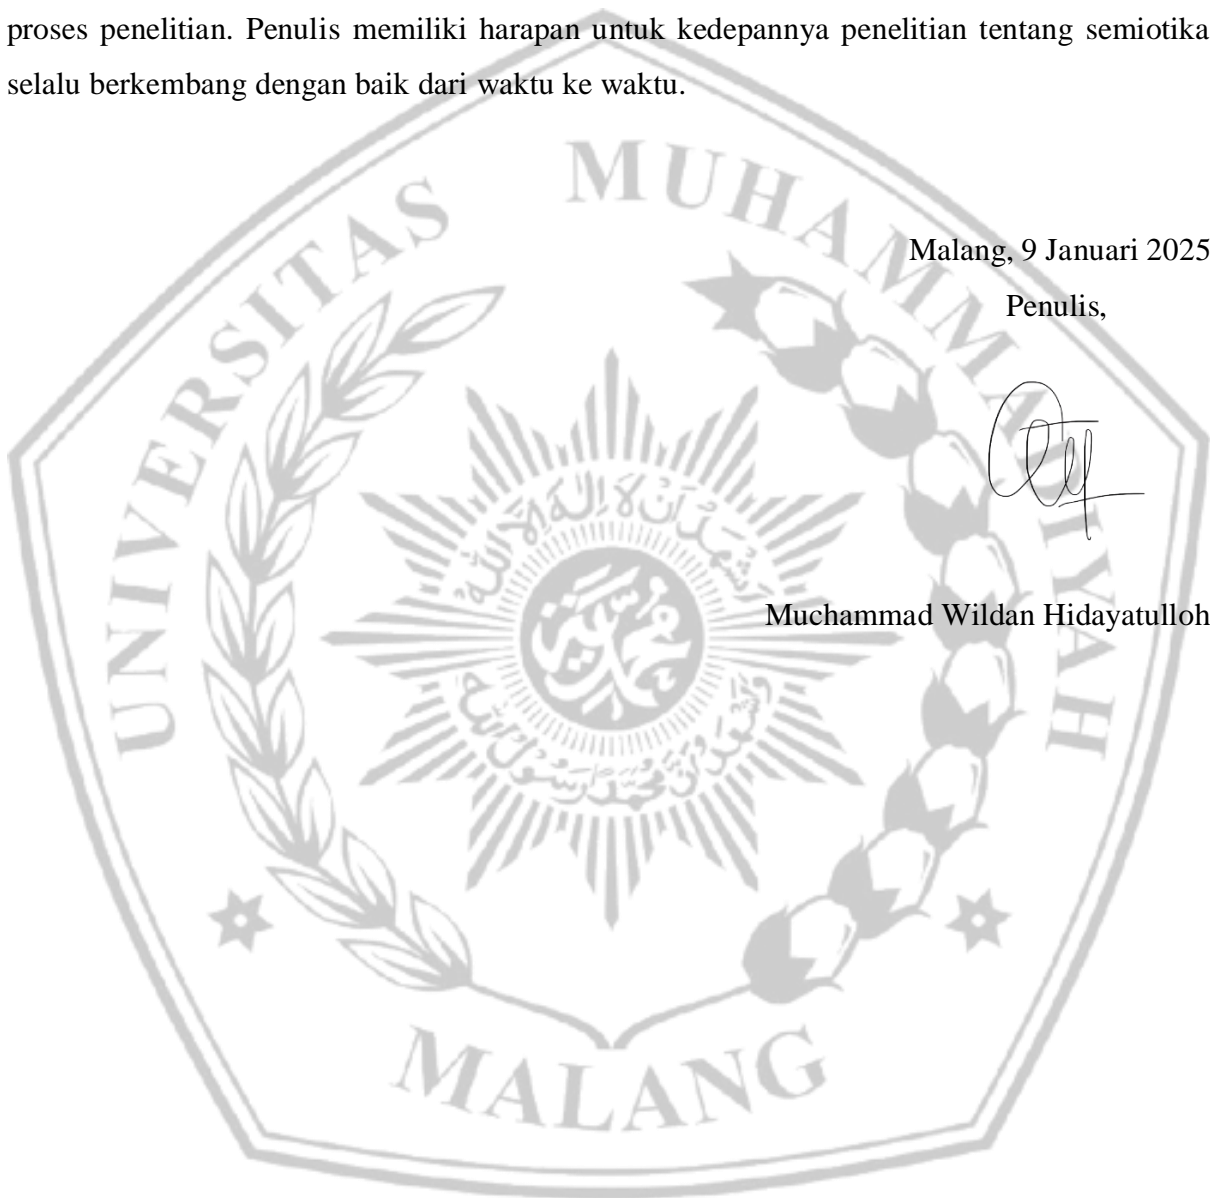 proses penelitian. Penulis memiliki harapan untuk kedepannya penelitian tentang semiotika
selalu berkembang dengan baik dari waktu ke waktu.
UNIVERSITAS MUHAMMADIYAH
Malang, 9 Januari 2025
Penulis,
Muchammad Wildan Hidayatulloh
MALANG